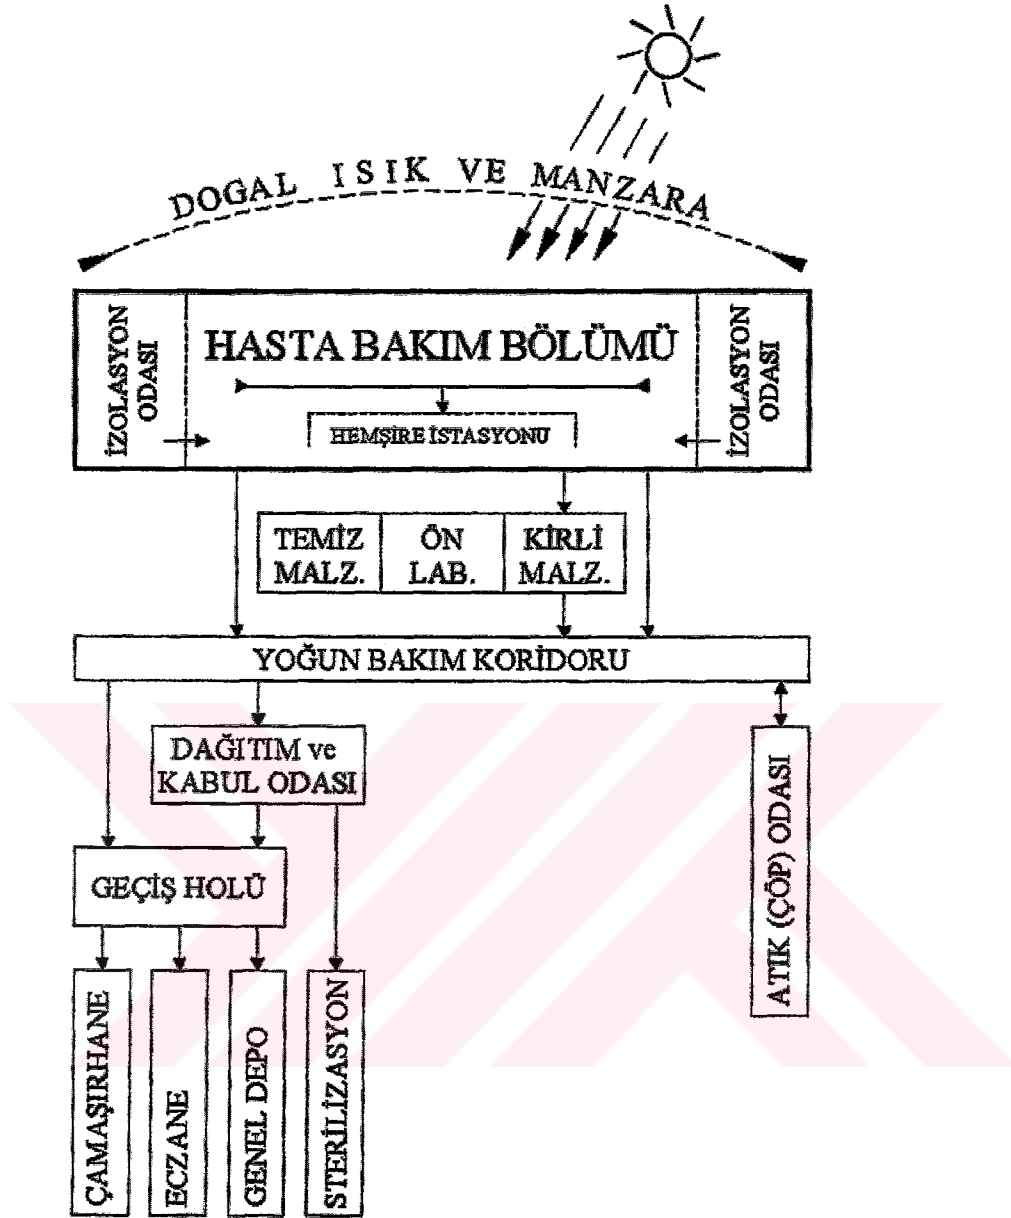 DOĞAL ISIK VE MANZARA
İZOLASYON
ODASI
HASTA BAKIM BÖLÜMÜ
HEMŞİRE İSTASYONU
İZOLASYON
ODASI
TEMİZ
MALZ.
ÖN
LAB.
KİRLİ
MALZ.
YOĞUN BAKIM KORİDORU
DAĞITIM ve
KABUL ODASI
GEÇİŞ HOLÜ
ÇAMAŞIRHANE
ECZANE
GENEL DEPO
STERİLİZASYON
ATIK (ÇÖP) ODASI